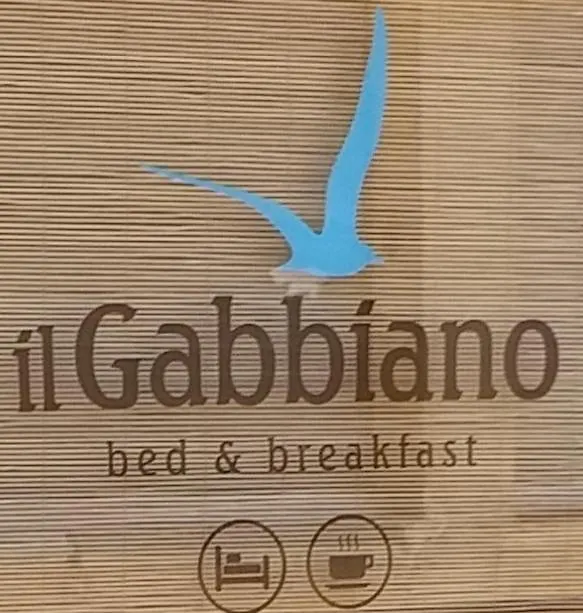 il Gabbiano
bed & breakfast